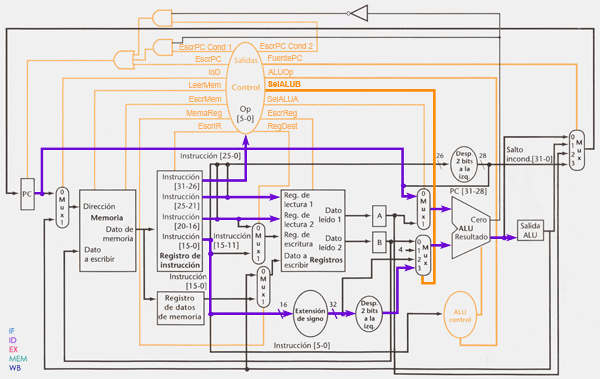 EscrPC Cond 1
EscrPC Cond 2
EscrPC
Salidas
FuentePC
IoD
ALUOp
LeerMem
Control
SelALUB
EscrMem
SelALUA
MemaReg
Op
[5-0]
EscrReg
EscrIR
RegDest
Instrucción [25-0]
26
Desp.
2 bits
a la
izq.
28
Salto
incond.[31-0]
0
1
2
3
Mux
PC
0
Mux
1
Dirección
Memoria
Dato de
memoria
Dato
a escribir
Instrucción
[31-26]
Instrucción
[25-21]
Instrucción
[20-16]
Instrucción
[15-0]
Registro de
instrucción
Instrucción
[15-0]
Registro
de datos
de memoria
Instrucción
[15-11]
0
Mux
1
0
Mux
1
Reg. de
lectura 1
Reg. de
lectura 2
Reg. de
escritura
Dato a
escribir
Dato
leído 1
Dato
leído 2
Registros
A
B
4
0
Mux
1
0
1
2
3
Mux
PC [31-28]
Cero
ALU
Resultado
Salida
ALU
16
Extensión
de signo
32
Desp.
2 bits
a la
izq.
ALU
control
Instrucción [5-0]
IF
ID
EX
MEM
WB